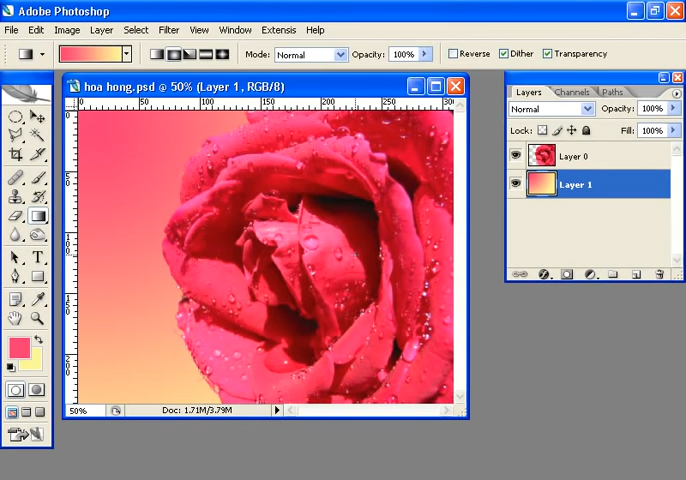 Adobe Photoshop
File Edit Image Layer Select Filter View Window Extensis Help
Mode: Normal Opacity: 100% Reverse Dither Transparency
hoa hong.psd @ 50% (Layer 1, RGB/8)
0 50 100 150 200 250 300
0
50
100
150
200
50% Doc: 1.71M/3.79M
Layers Channels Paths
Normal Opacity: 100%
Lock: Fill: 100%
Layer 0
Layer 1
T